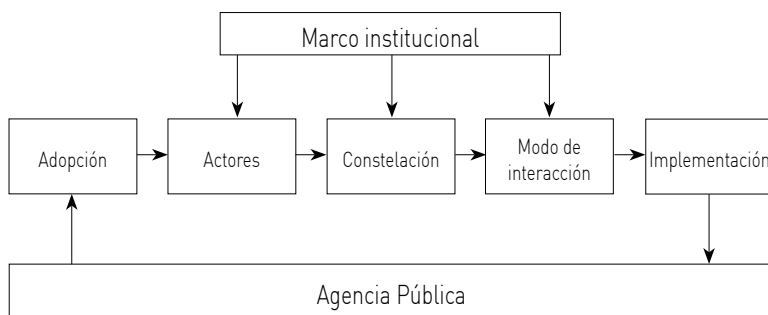 Marco institucional
Adopción
Actores
Constelación
Modo de
interacción
Implementación
Agencia Pública